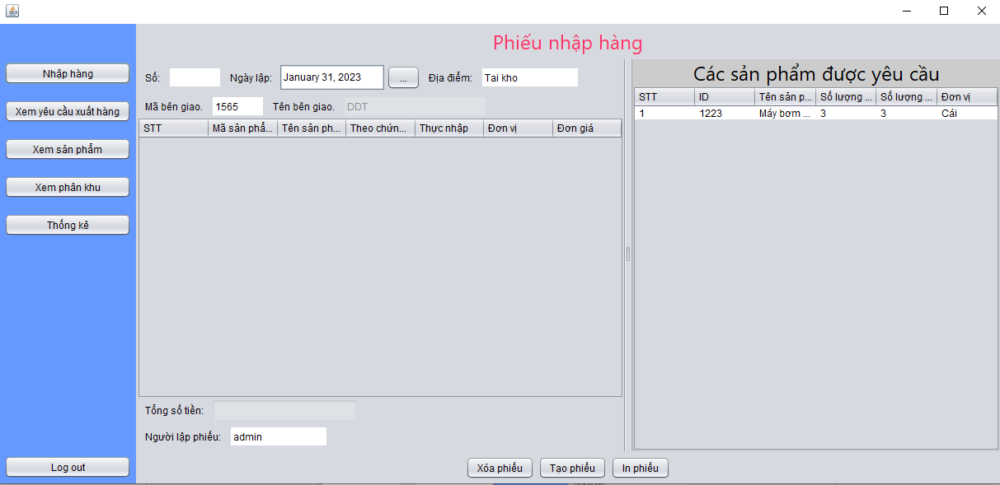 Phiếu nhập hàng
Nhập hàng
Xem yêu cầu xuất hàng
Xem sản phẩm
Xem phân khu
Thống kê
Log out
Số: Ngày lập: January 31, 2023 ... Địa điểm: Tai kho
Mã bên giao. 1565 Tên bên giao. DDT
STT Mã sản phẩ... Tên sản ph... Theo chứn... Thực nhập Đơn vị Đơn giá
Tổng số tiền:
Người lập phiếu: admin
Các sản phẩm được yêu cầu
STT ID Tên sản p... Số lượng ... Số lượng ... Đơn vị
1 1223 Máy bơm ... 3 3 Cái
Xóa phiếu Tạo phiếu In phiếu